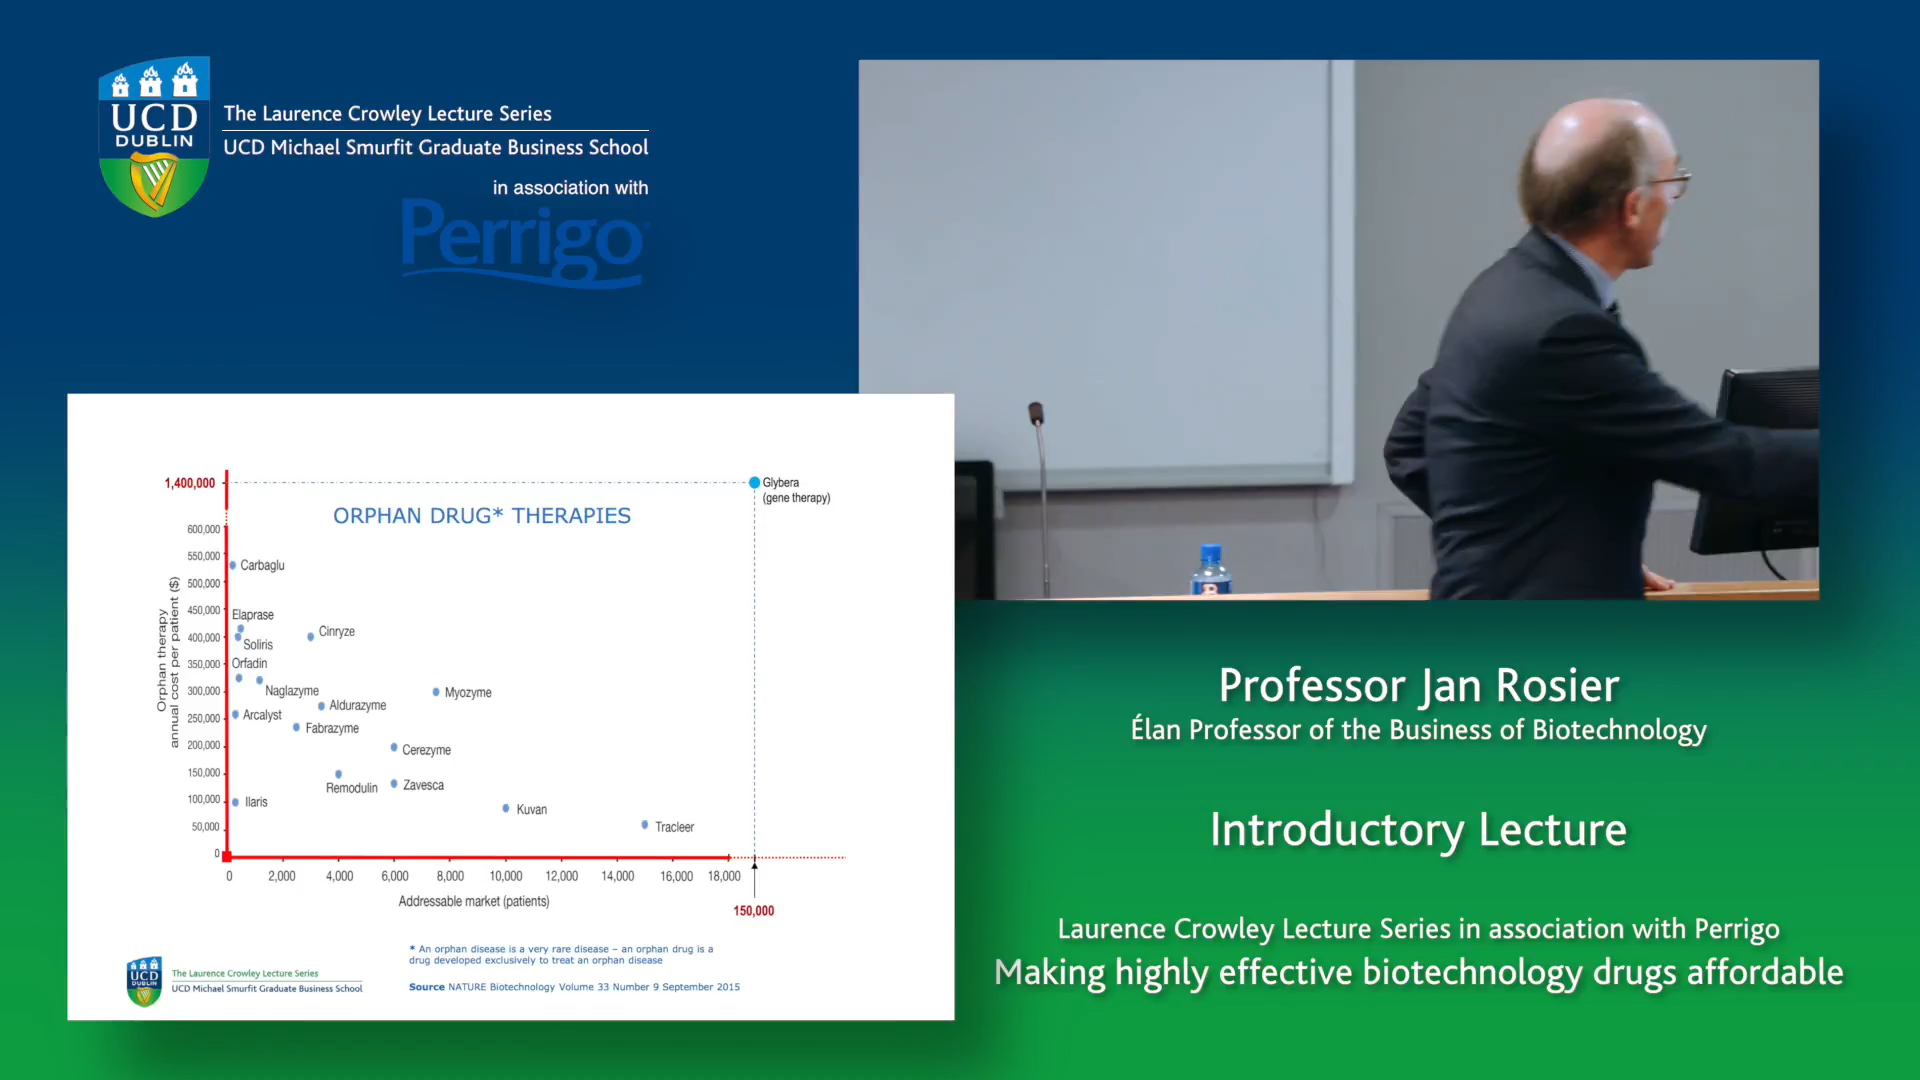 UCD
DUBLIN
The Laurence Crowley Lecture Series
UCD Michael Smurfit Graduate Business School
in association with
Perrigo
ORPHAN DRUG* THERAPIES
Orphan therapy
annual cost per patient ($)
1,400,000
600,000
550,000
500,000
450,000
400,000
350,000
300,000
250,000
200,000
150,000
100,000
50,000
0
Glybera
(gene therapy)
Carbaglu
Elaprase
Cinryze
Soliris
Orfadin
Naglazyme
Myozyme
Aldurazyme
Arcalyst
Fabrazyme
Cerezyme
Remodulin
Zavesca
Ilaris
Kuvan
Tracleer
0 2,000 4,000 6,000 8,000 10,000 12,000 14,000 16,000 18,000
Addressable market (patients)
150,000
* An orphan disease is a very rare disease – an orphan drug is a
drug developed exclusively to treat an orphan disease
Source NATURE Biotechnology Volume 33 Number 9 September 2015
UCD
DUBLIN
The Laurence Crowley Lecture Series
UCD Michael Smurfit Graduate Business School
Professor Jan Rosier
Élan Professor of the Business of Biotechnology
Introductory Lecture
Laurence Crowley Lecture Series in association with Perrigo
Making highly effective biotechnology drugs affordable